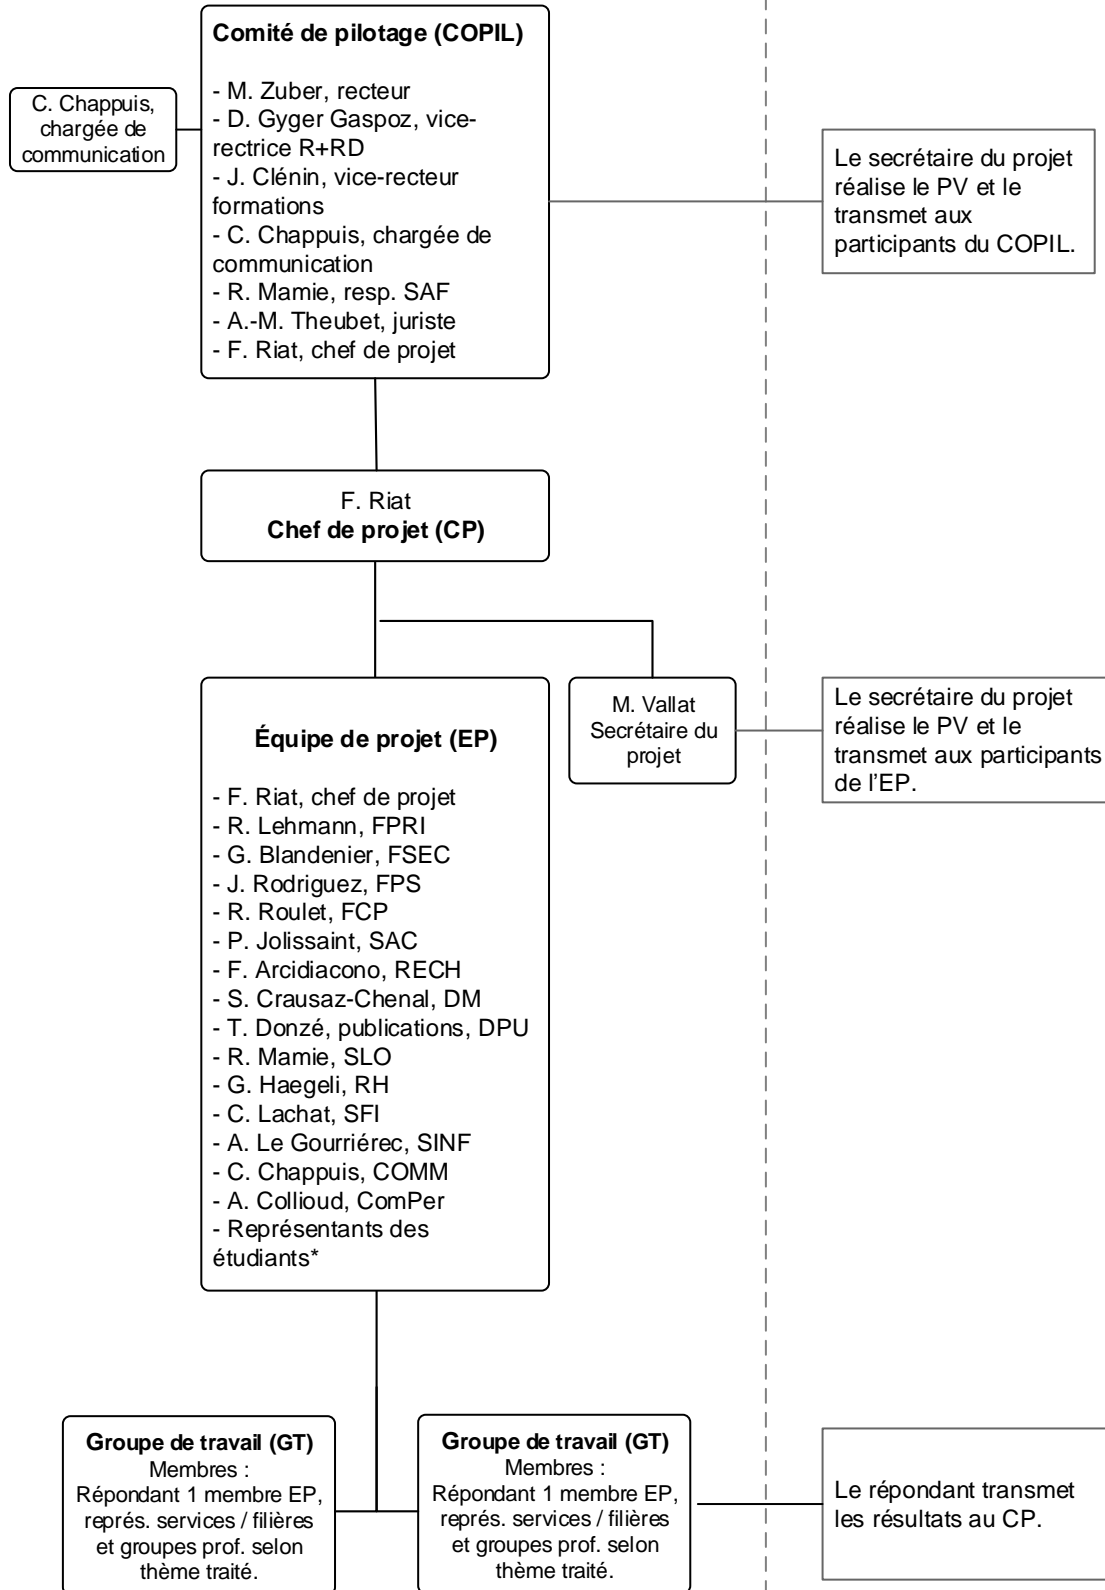 Comité de pilotage (COPIL)
- M. Zuber, recteur
- D. Gyger Gaspoz, vice-
rectrice R+RD
- J. Clénin, vice-recteur
formations
- C. Chappuis, chargée de
communication
- R. Mamie, resp. SAF
- A.-M. Theubet, juriste
- F. Riat, chef de projet
C. Chappuis,
chargée de
communication
Le secrétaire du projet
réalise le PV et le
transmet aux
participants du COPIL.
F. Riat
Chef de projet (CP)
Équipe de projet (EP)
- F. Riat, chef de projet
- R. Lehmann, FPRI
- G. Blandenier, FSEC
- J. Rodriguez, FPS
- R. Roulet, FCP
- P. Jolissaint, SAC
- F. Arcidiacono, RECH
- S. Crausaz-Chenal, DM
- T. Donzé, publications, DPU
- R. Mamie, SLO
- G. Haegeli, RH
- C. Lachat, SFI
- A. Le Gourriérec, SINF
- C. Chappuis, COMM
- A. Collioud, ComPer
- Représentants des
étudiants*
M. Vallat
Secrétaire du
projet
Le secrétaire du projet
réalise le PV et le
transmet aux participants
de l'EP.
Groupe de travail (GT)
Membres :
Répondant 1 membre EP,
représ. services / filières
et groupes prof. selon
thème traité.
Groupe de travail (GT)
Membres :
Répondant 1 membre EP,
représ. services / filières
et groupes prof. selon
thème traité.
Le répondant transmet
les résultats au CP.